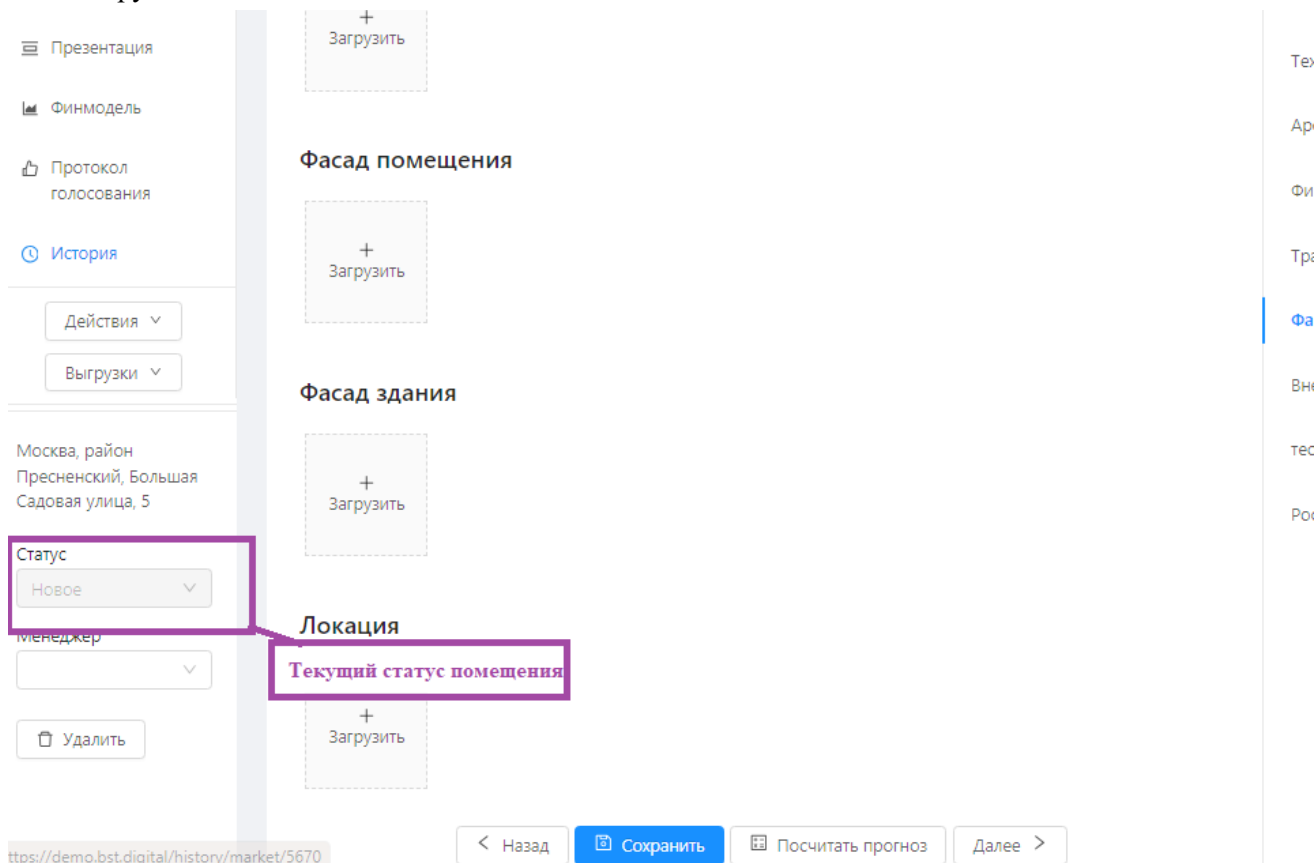 Презентация
Финмодель
Протокол
голосования
История
Действия
Выгрузки
Москва, район
Пресненский, Большая
Садовая улица, 5
Статус
Новое
Менеджер
Удалить
Загрузить
Фасад помещения
Загрузить
Фасад здания
Загрузить
Локация
Текущий статус помещения
Загрузить
Назад
Сохранить
Посчитать прогноз
Далее
ttps://demo.bst.digital/history/market/5670